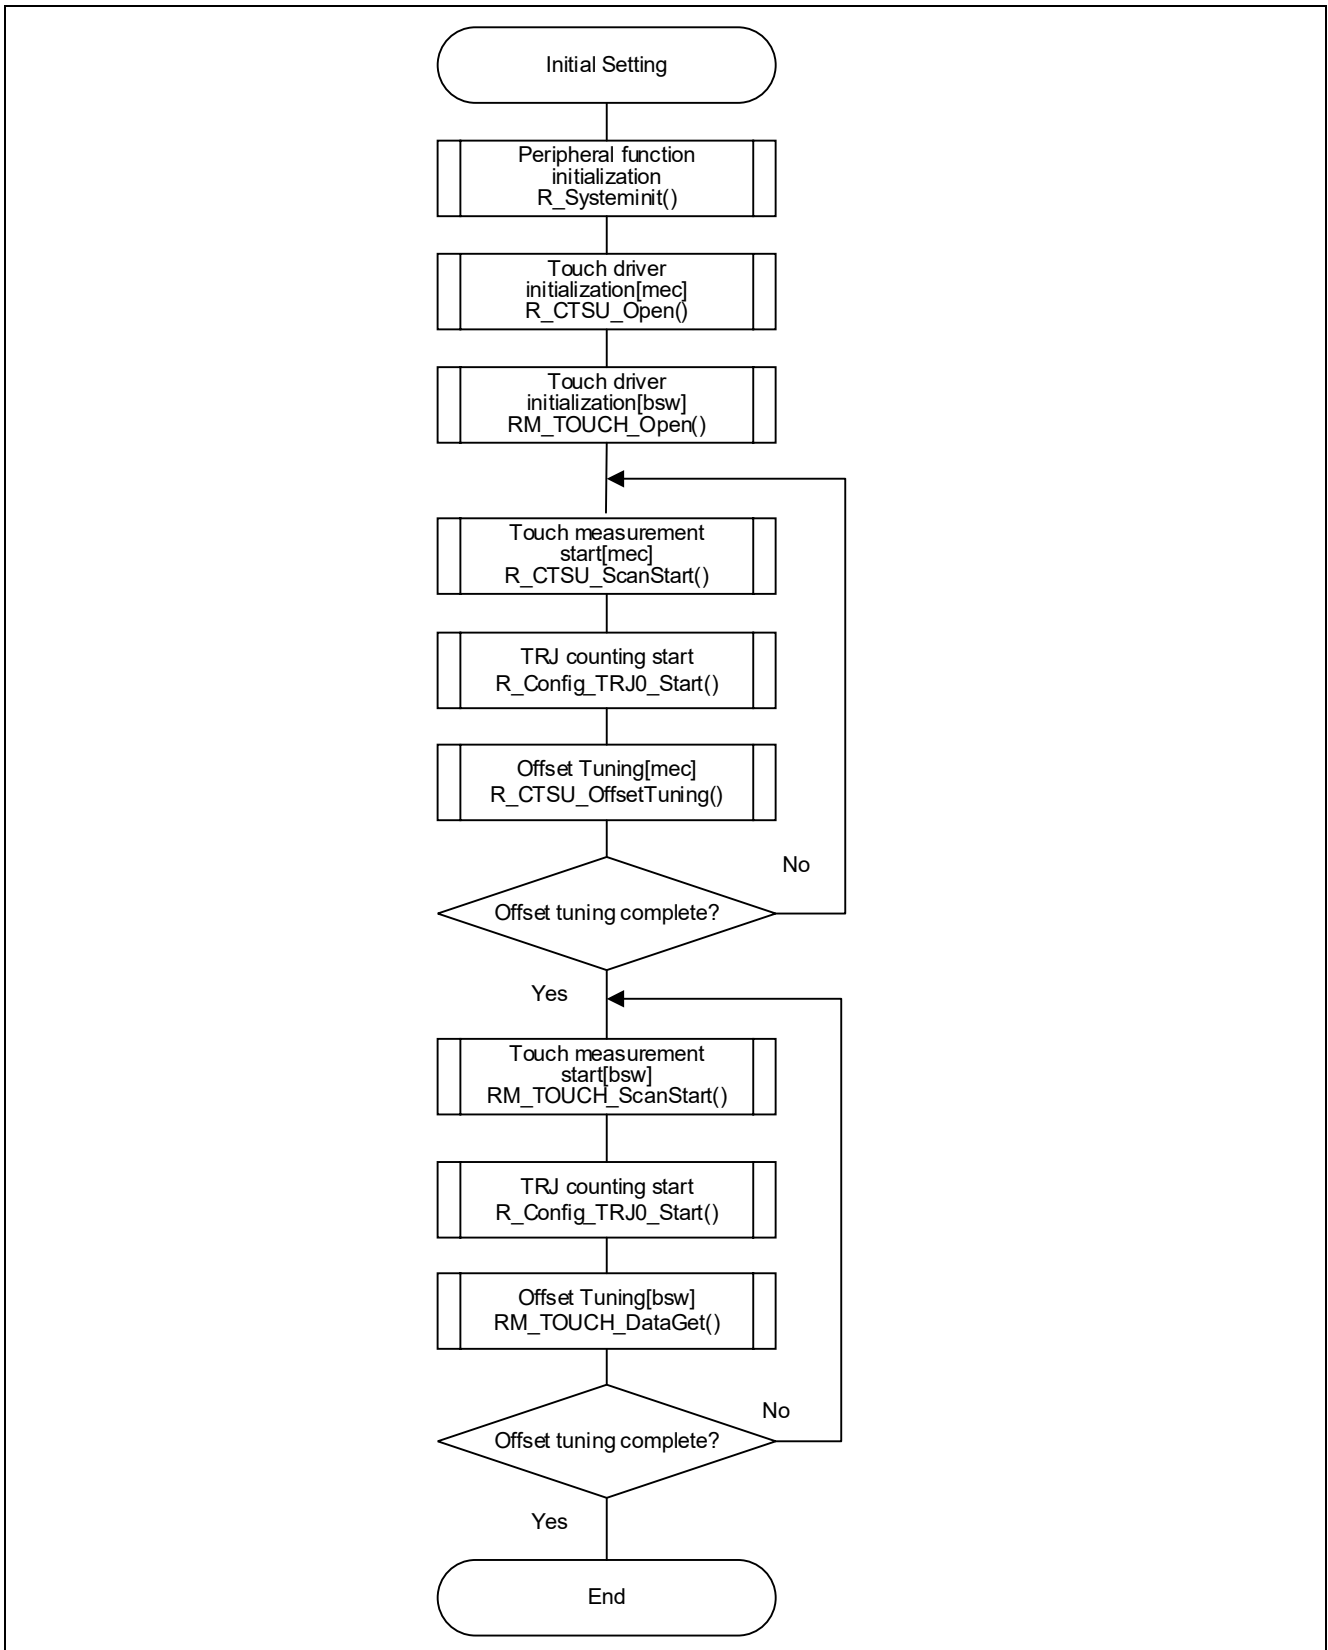 Initial Setting
Peripheral function
initialization
R_Systeminit()
Touch driver
initialization[mec]
R_CTSU_Open()
Touch driver
initialization[bsw]
RM_TOUCH_Open()
Touch measurement
start[mec]
R_CTSU_ScanStart()
TRJ counting start
R_Config_TRJ0_Start()
Offset Tuning[mec]
R_CTSU_OffsetTuning()
No
Offset tuning complete?
Yes
Touch measurement
start[bsw]
RM_TOUCH_ScanStart()
TRJ counting start
R_Config_TRJ0_Start()
Offset Tuning[bsw]
RM_TOUCH_DataGet()
No
Offset tuning complete?
Yes
End